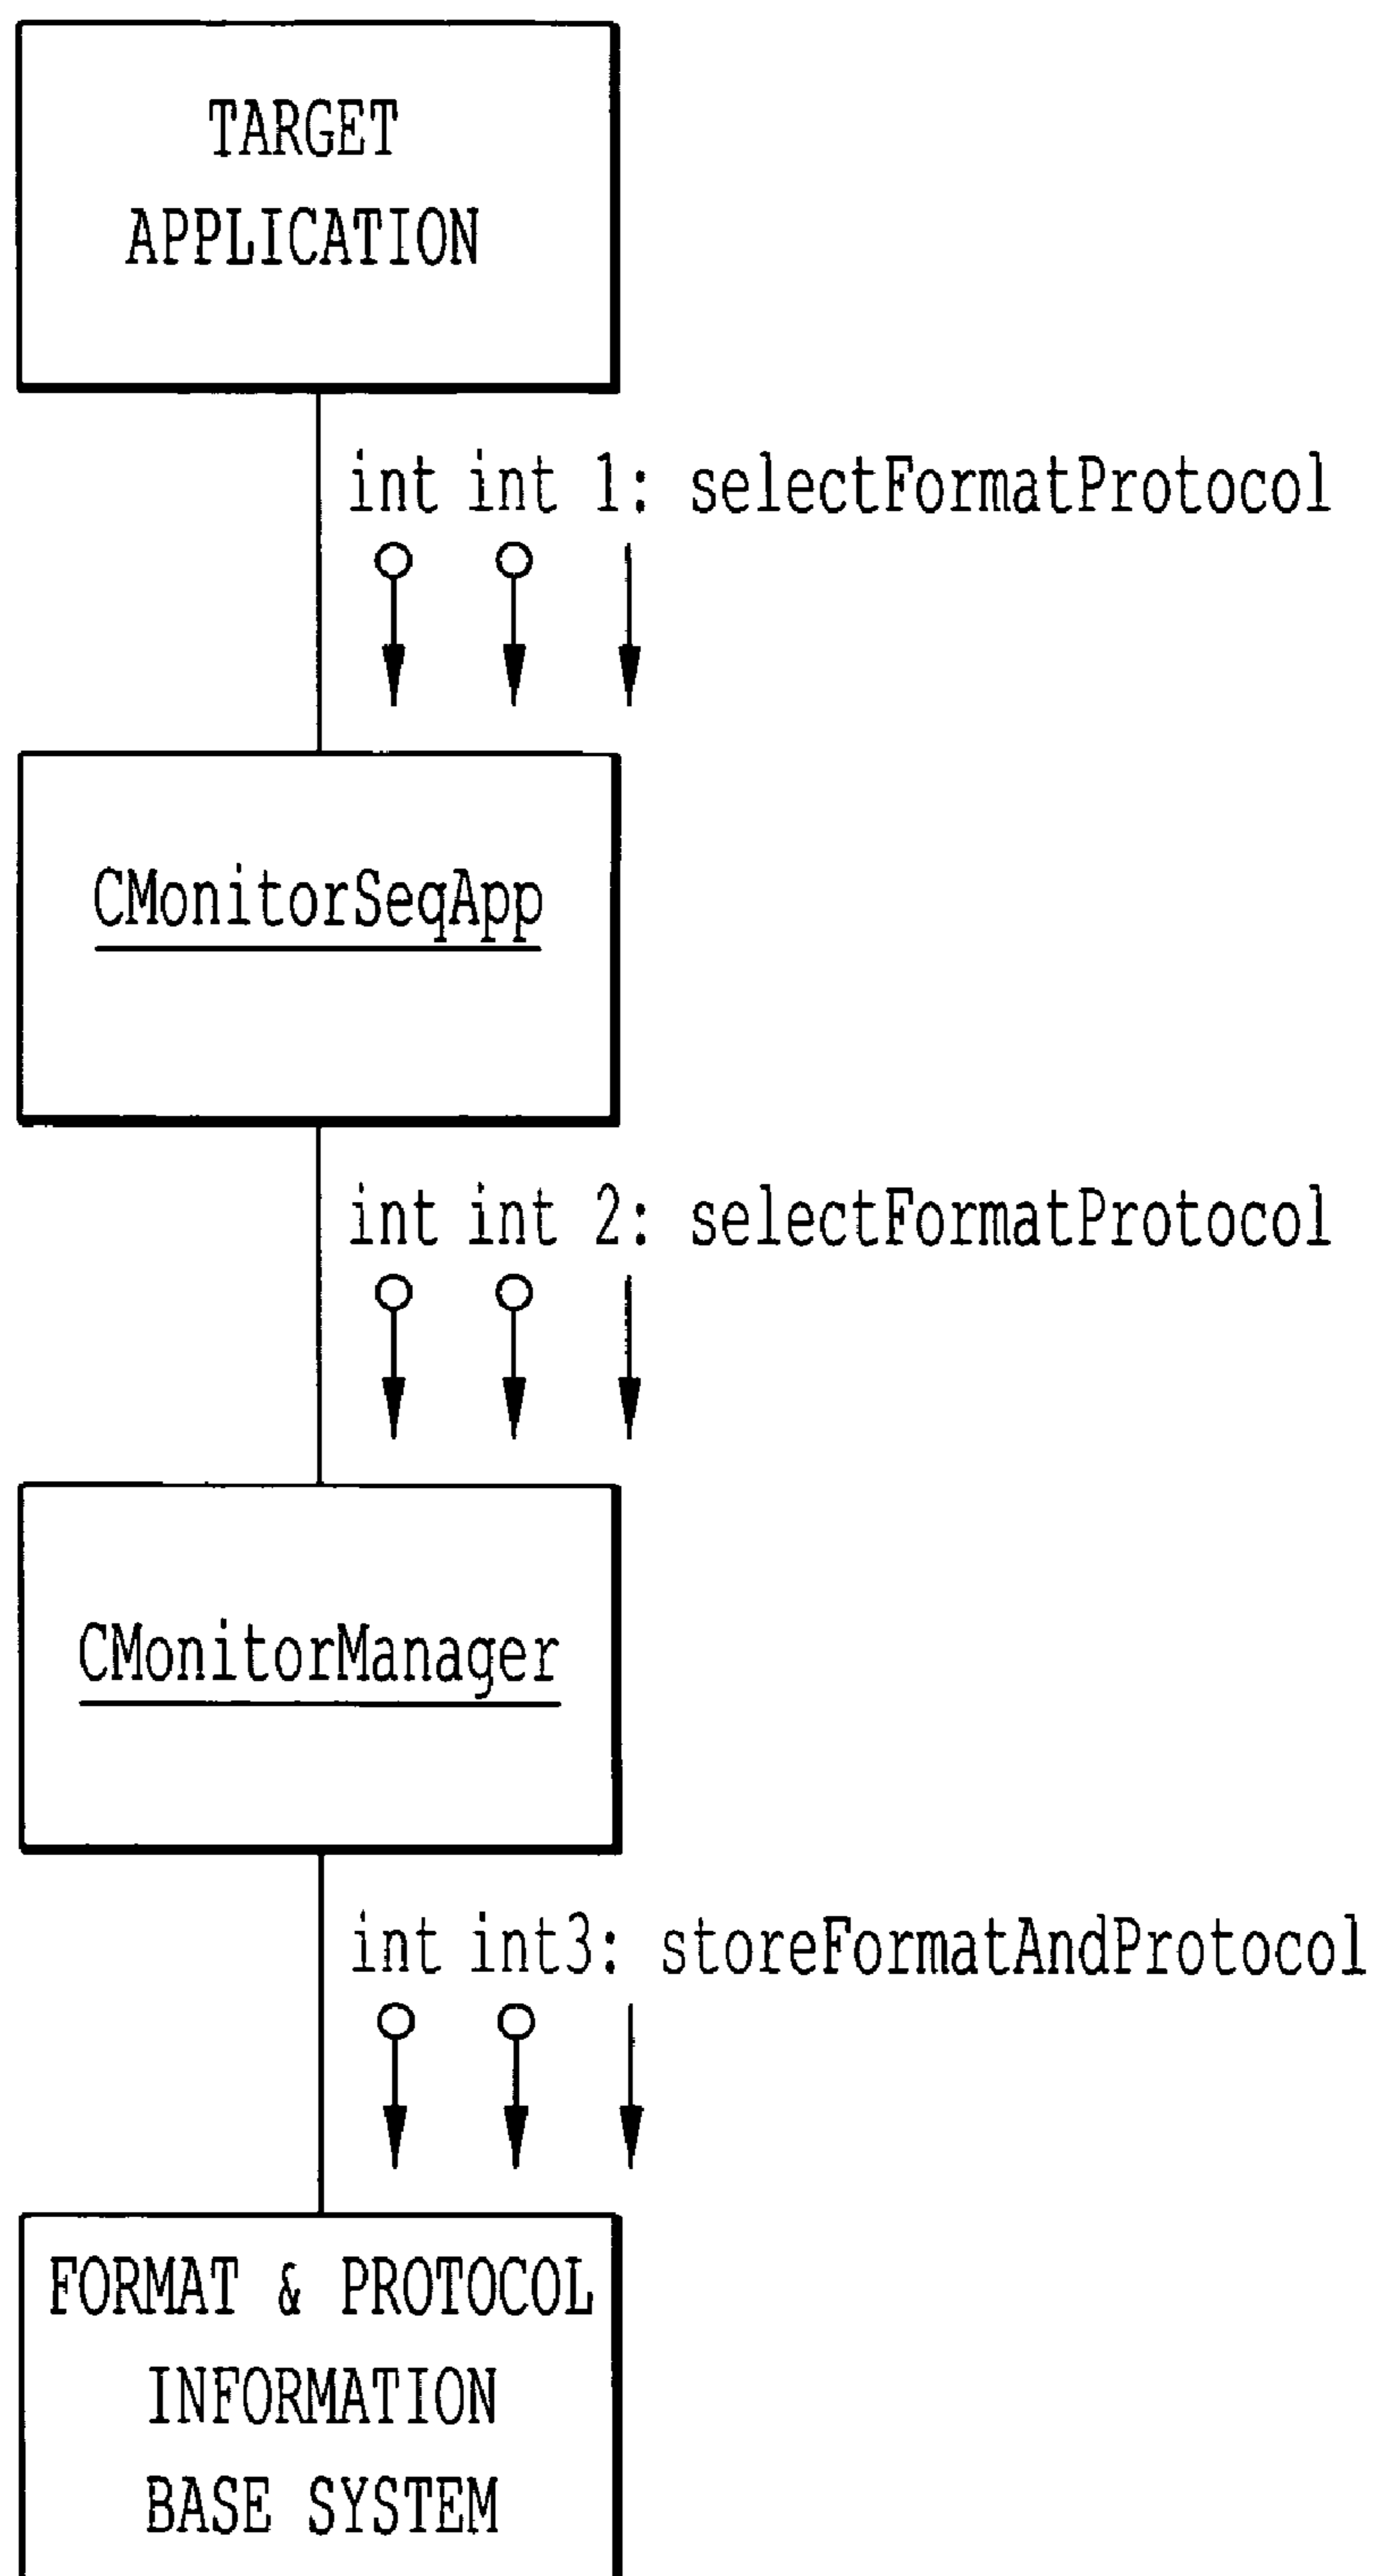 TARGET
APPLICATION
int int 1: selectFormatProtocol
CMonitorSeqApp
int int 2: selectFormatProtocol
CMonitorManager
int int3: storeFormatAndProtocol
FORMAT & PROTOCOL
INFORMATION
BASE SYSTEM